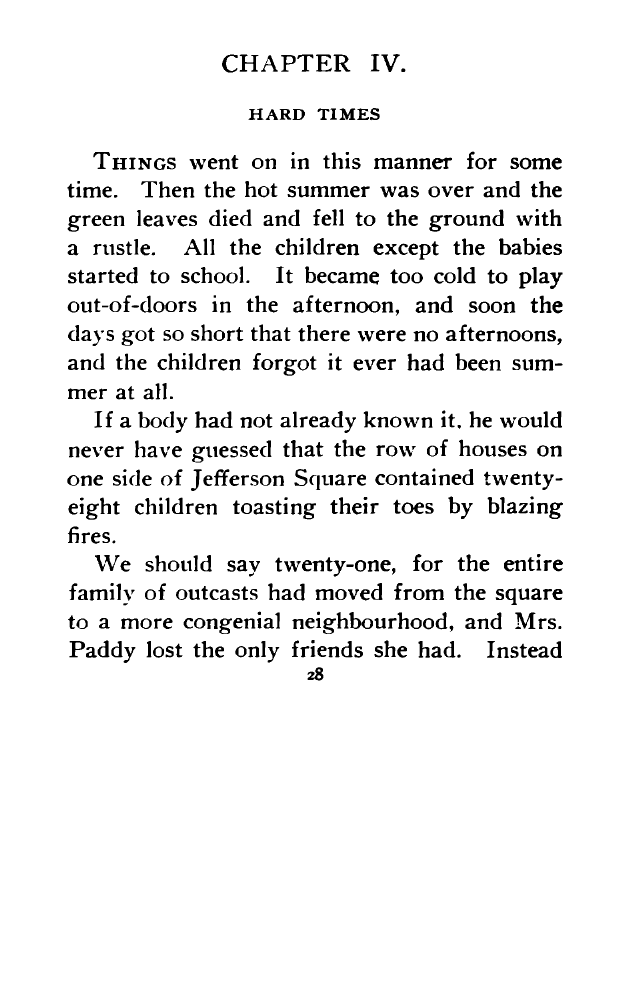 CHAPTER IV.
HARD TIMES
THINGS went on in this manner for some
time. Then the hot summer was over and the
green leaves died and fell to the ground with
a rustle. All the children except the babies
started to school. It became too cold to play
out-of-doors in the afternoon, and soon the
days got so short that there were no afternoons,
and the children forgot it ever had been sum-
mer at all.
If a body had not already known it, he would
never have guessed that the row of houses on
one side of Jefferson Square contained twenty-
eight children toasting their toes by blazing
fires.
We should say twenty-one, for the entire
family of outcasts had moved from the square
to a more congenial neighbourhood, and Mrs.
Paddy lost the only friends she had. Instead
28